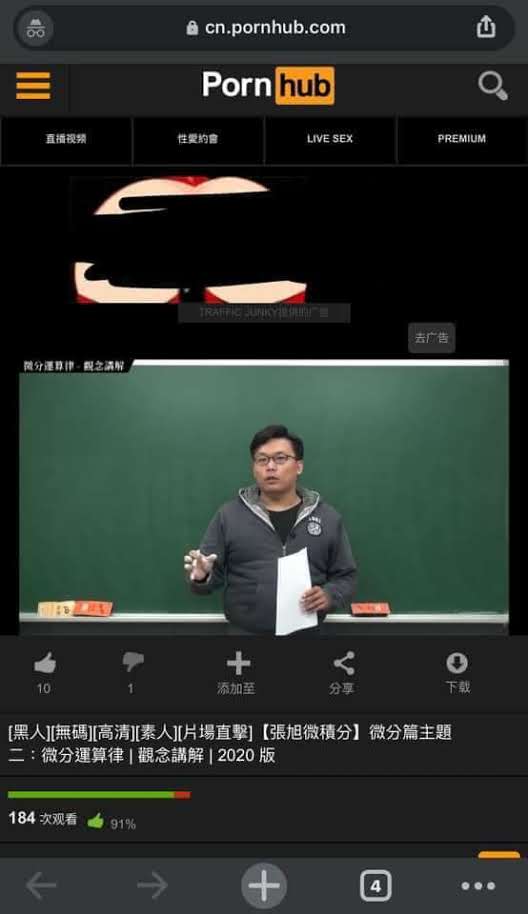 cn.pornhub.com
Pornhub
直播视频 性愛約會 LIVE SEX PREMIUM
TRAFFIC JUNKY提供的广告
去广告
微分運算律 - 觀念講解
10 1 添加至 分享 下载
[黑人][無碼][高清][素人][片場直擊]【張旭微積分】微分篇主題
二：微分運算律 | 觀念講解 | 2020 版
184 次观看 91%
4